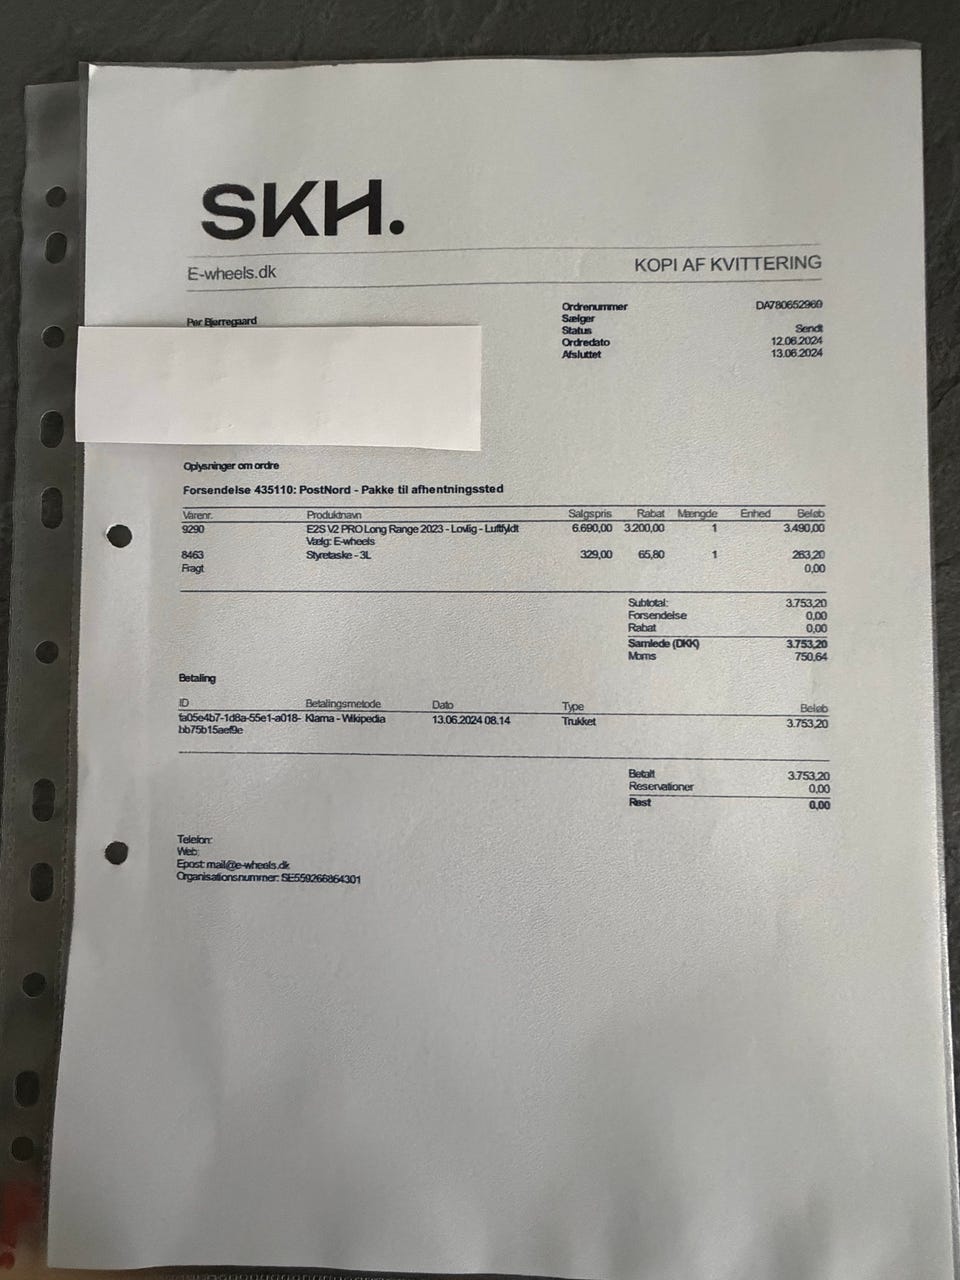 SKH.
E-wheels.dk KOPI AF KVITTERING
Per Bjerregaard
Ordrenummer DA780652969
Sælger
Status Sendt
Ordredato 12.06.2024
Afsluttet 13.06.2024
Oplysninger om ordre
Forsendelse 435110: PostNord - Pakke til afhentningssted
Varenr. Produktnavn Salgspris Rabat Mængde Enhed Beløb
9290 E2S V2 PRO Long Range 2023 - Lovlig - Luftfyldt 6.690,00 3.200,00 1 3.490,00
Vælg: E-wheels
8463 Styretaske - 3L 329,00 65,80 1 263,20
Fragt 0,00
Subtotal: 3.753,20
Forsendelse 0,00
Rabat 0,00
Samlede (DKK) 3.753,20
Moms 750,64
Betaling
ID Betalingsmetode Dato Type Beløb
fa05e4b7-1d8a-55e1-a018- Klarna - Wikipedia 13.06.2024 08.14 Trukket 3.753,20
bb75b15aef9e
Betalt 3.753,20
Reservationer 0,00
Rest 0,00
Telefon:
Web:
Epost: mail@e-wheels.dk
Organisationsnummer: SE559266864301